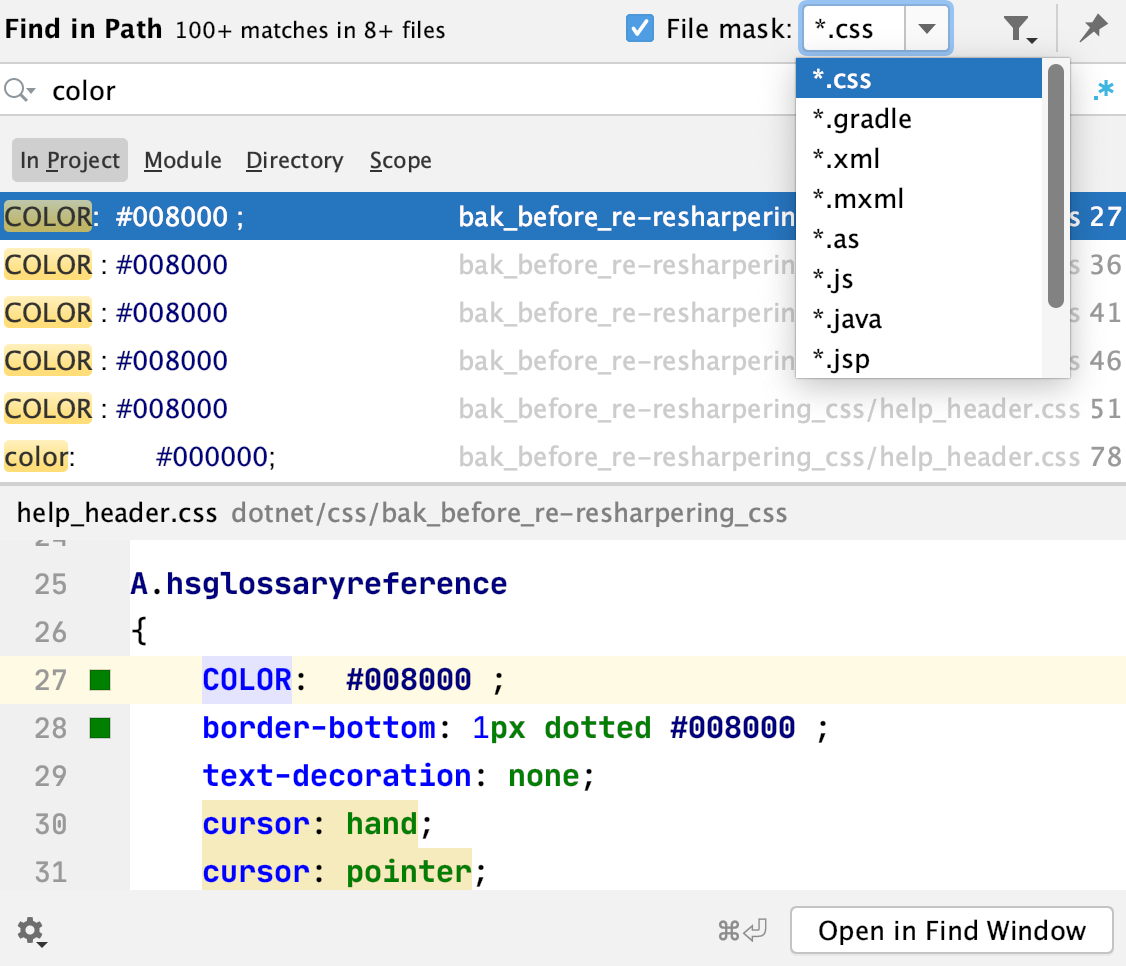 Find in Path 100+ matches in 8+ files File mask: *.css
color .*
*.css
*.gradle
*.xml
*.mxml
*.as
*.js
*.java
*.jsp
In Project Module Directory Scope
COLOR: #008000 ; bak_before_re-resharperin s 27
COLOR : #008000 bak_before_re-resharperin s 36
COLOR : #008000 bak_before_re-resharperin s 41
COLOR : #008000 bak_before_re-resharperin s 46
COLOR : #008000 bak_before_re-resharpering_css/help_header.css 51
color: #000000; bak_before_re-resharpering_css/help_header.css 78
help_header.css dotnet/css/bak_before_re-resharpering_css
25 A.hsglossaryreference
26 {
27 COLOR: #008000 ;
28 border-bottom: 1px dotted #008000 ;
29 text-decoration: none;
30 cursor: hand;
31 cursor: pointer;
⌘⏎ Open in Find Window